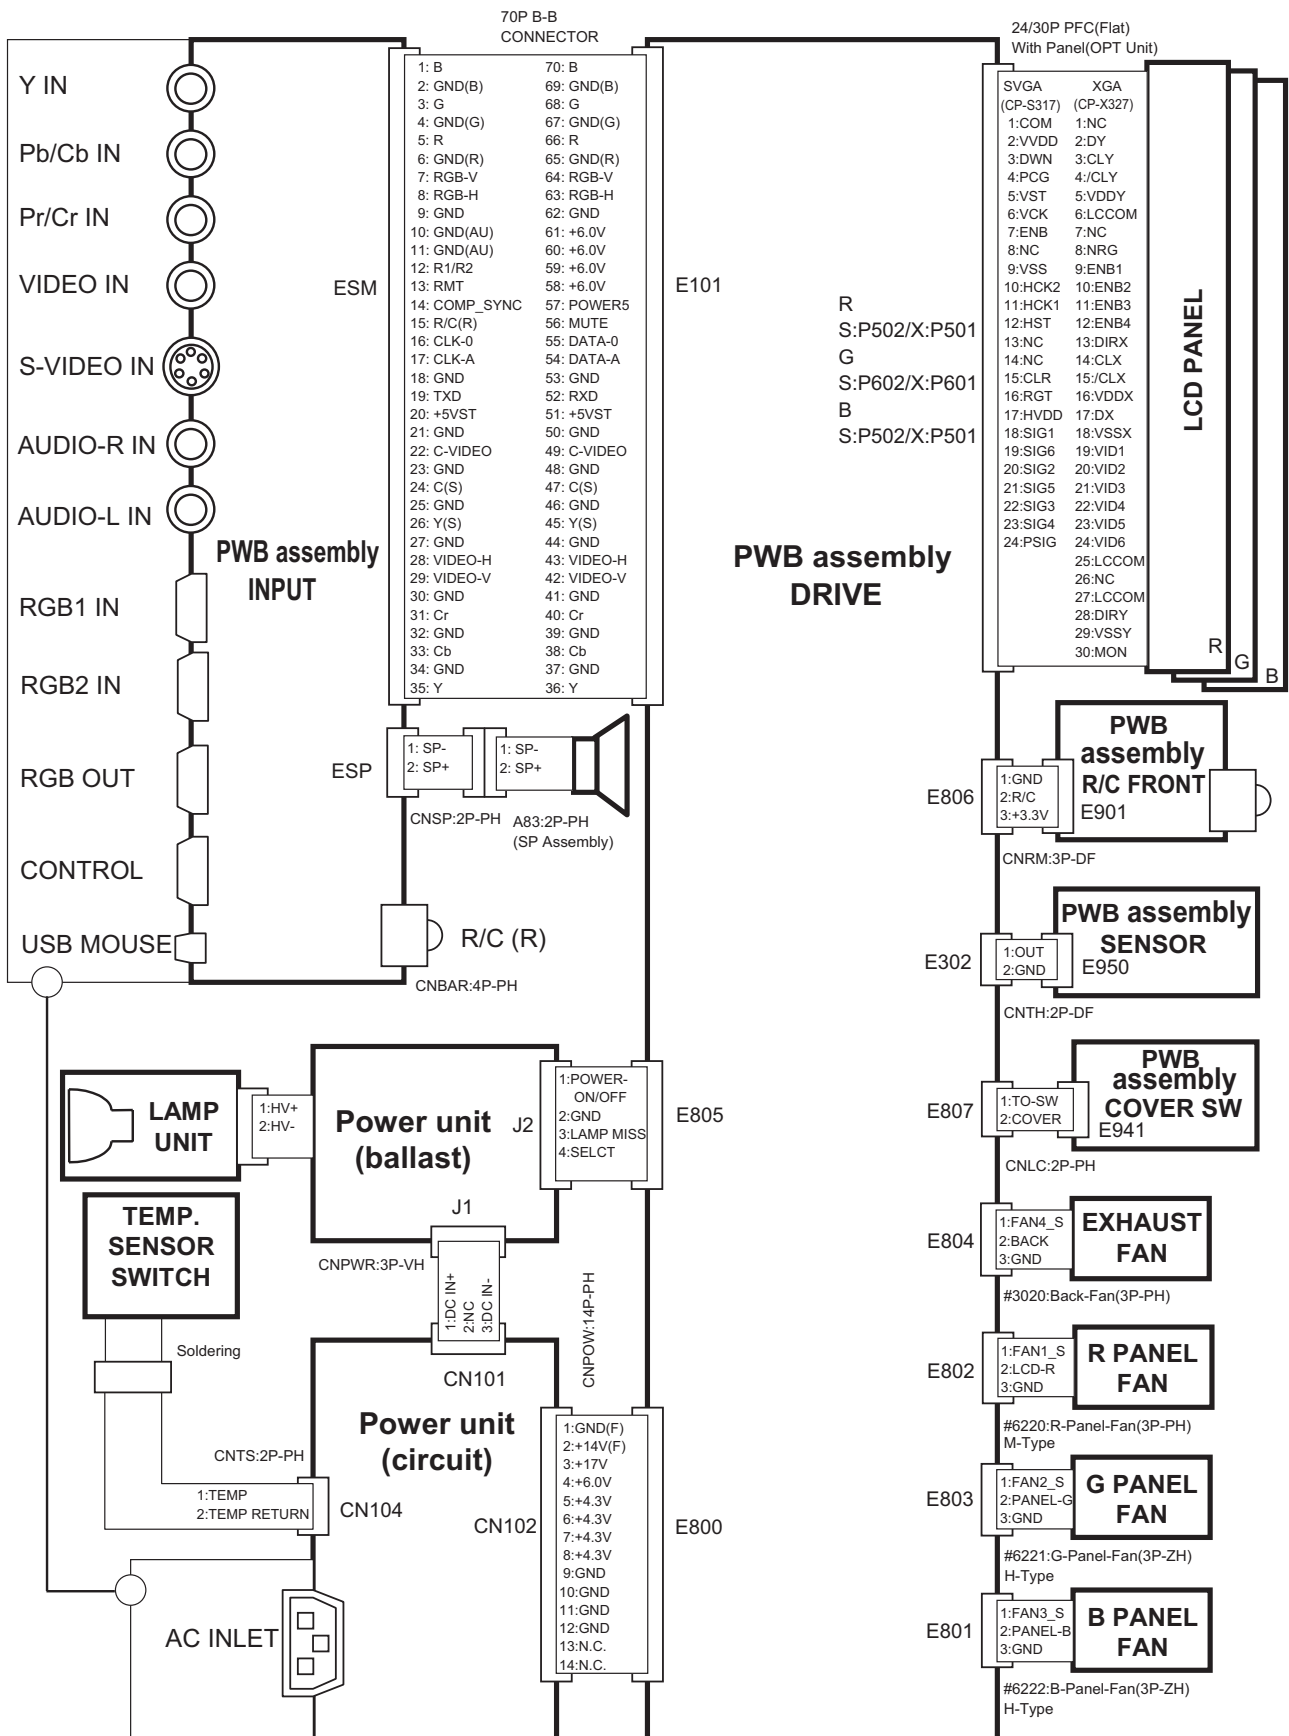 70P B-B
CONNECTOR
24/30P PFC(Flat)
With Panel(OPT Unit)
Y IN
Pb/Cb IN
Pr/Cr IN
VIDEO IN
S-VIDEO IN
AUDIO-R IN
AUDIO-L IN
RGB1 IN
RGB2 IN
RGB OUT
CONTROL
USB MOUSE
PWB assembly
INPUT
ESM
1: B
2: GND(B)
3: G
4: GND(G)
5: R
6: GND(R)
7: RGB-V
8: RGB-H
9: GND
10: GND(AU)
11: GND(AU)
12: R1/R2
13: RMT
14: COMP_SYNC
15: R/C(R)
16: CLK-0
17: CLK-A
18: GND
19: TXD
20: +5VST
21: GND
22: C-VIDEO
23: GND
24: C(S)
25: GND
26: Y(S)
27: GND
28: VIDEO-H
29: VIDEO-V
30: GND
31: Cr
32: GND
33: Cb
34: GND
35: Y
70: B
69: GND(B)
68: G
67: GND(G)
66: R
65: GND(R)
64: RGB-V
63: RGB-H
62: GND
61: +6.0V
60: +6.0V
59: +6.0V
58: +6.0V
57: POWER5
56: MUTE
55: DATA-0
54: DATA-A
53: GND
52: RXD
51: +5VST
50: GND
49: C-VIDEO
48: GND
47: C(S)
46: GND
45: Y(S)
44: GND
43: VIDEO-H
42: VIDEO-V
41: GND
40: Cr
39: GND
38: Cb
37: GND
36: Y
E101
PWB assembly
DRIVE
R
S:P502/X:P501
G
S:P602/X:P601
B
S:P502/X:P501
SVGA
(CP-S317)
1:COM
2:VVDD
3:DWN
4:PCG
5:VST
6:VCK
7:ENB
8:NC
9:VSS
10:HCK2
11:HCK1
12:HST
13:NC
14:NC
15:CLR
16:RGT
17:HVDD
18:SIG1
19:SIG6
20:SIG2
21:SIG5
22:SIG3
23:SIG4
24:PSIG
XGA
(CP-X327)
1:NC
2:DY
3:CLY
4:/CLY
5:VDDY
6:LCCOM
7:NC
8:NRG
9:ENB1
10:ENB2
11:ENB3
12:ENB4
13:DIRX
14:CLX
15:/CLX
16:VDDX
17:DX
18:VSSX
19:VID1
20:VID2
21:VID3
22:VID4
23:VID5
24:VID6
25:LCCOM
26:NC
27:LCCOM
28:DIRY
29:VSSY
30:MON
LCD PANEL
R
G
B
ESP
1: SP-
2: SP+
1: SP-
2: SP+
CNSP:2P-PH
A83:2P-PH
(SP Assembly)
R/C (R)
CNBAR:4P-PH
E806
1:GND
2:R/C
3:+3.3V
PWB
assembly
R/C FRONT
E901
CNRM:3P-DF
E302
1:OUT
2:GND
PWB assembly
SENSOR
E950
CNTH:2P-DF
E807
1:TO-SW
2:COVER
PWB
assembly
COVER SW
E941
CNLC:2P-PH
E804
1:FAN4_S
2:BACK
3:GND
EXHAUST
FAN
#3020:Back-Fan(3P-PH)
E802
1:FAN1_S
2:LCD-R
3:GND
R PANEL
FAN
#6220:R-Panel-Fan(3P-PH)
M-Type
E803
1:FAN2_S
2:PANEL-G
3:GND
G PANEL
FAN
#6221:G-Panel-Fan(3P-ZH)
H-Type
E801
1:FAN3_S
2:PANEL-B
3:GND
B PANEL
FAN
#6222:B-Panel-Fan(3P-ZH)
H-Type
LAMP
UNIT
1:HV+
2:HV-
Power unit
(ballast)
J2
1:POWER-
ON/OFF
2:GND
3:LAMP MISS
4:SELCT
E805
J1
CNPWR:3P-VH
1:DC IN+
2:NC
3:DC IN-
CN101
CNPOW:14P-PH
TEMP.
SENSOR
SWITCH
Soldering
CNTS:2P-PH
1:TEMP
2:TEMP RETURN
CN104
Power unit
(circuit)
CN102
1:GND(F)
2:+14V(F)
3:+17V
4:+6.0V
5:+4.3V
6:+4.3V
7:+4.3V
8:+4.3V
9:GND
10:GND
11:GND
12:GND
13:N.C.
14:N.C.
E800
AC INLET